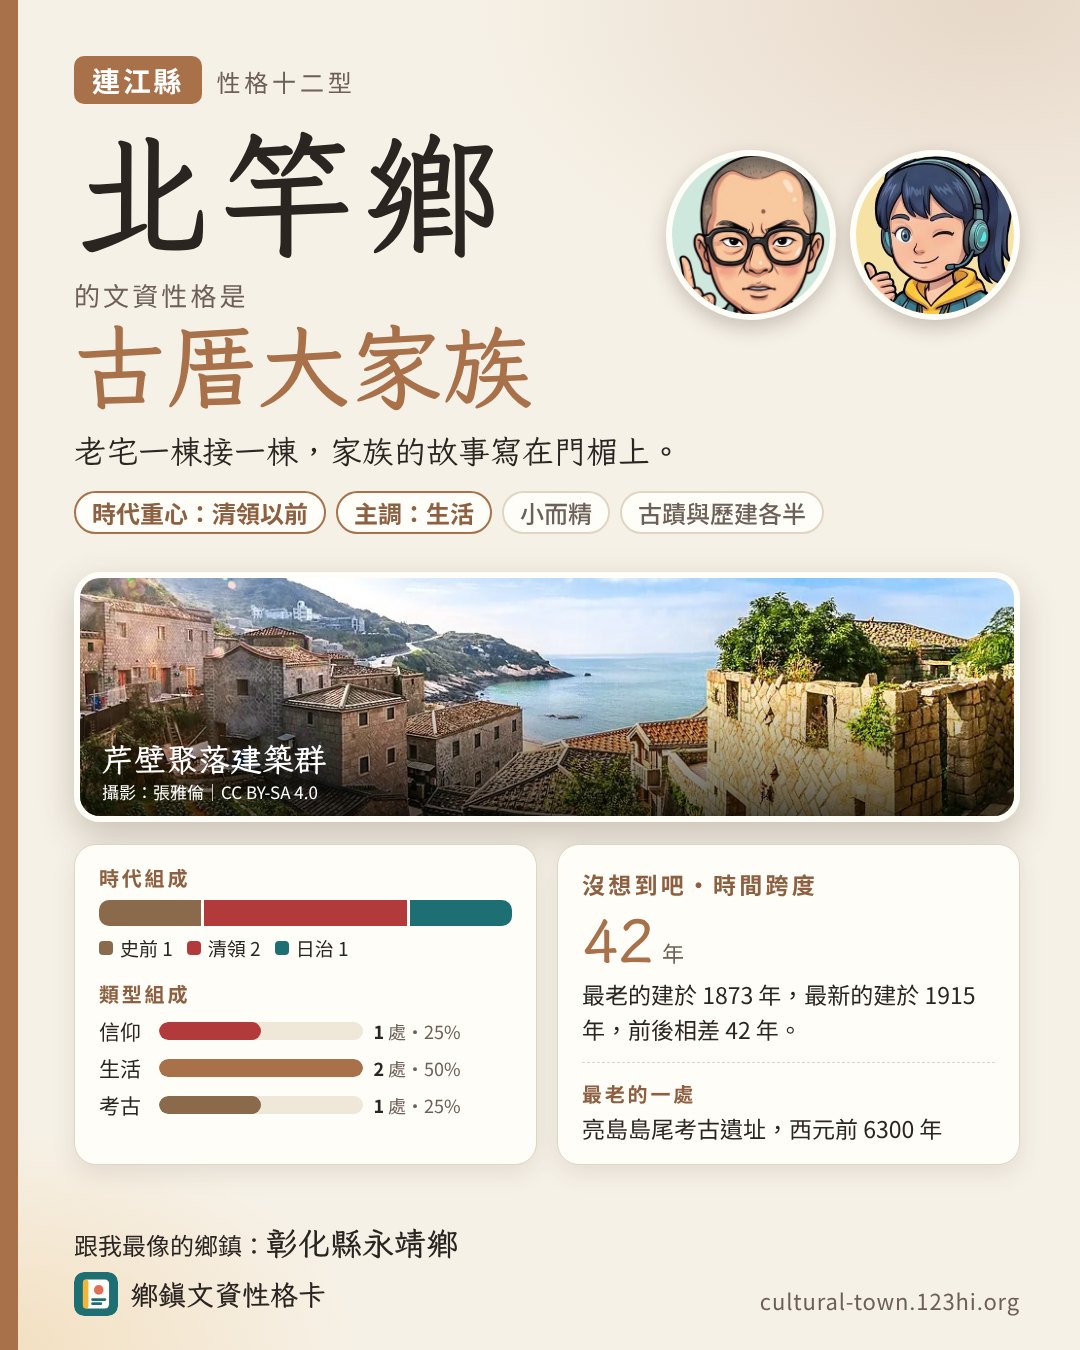 連江縣 性格十二型
北竿鄉
的文資性格是
古厝大家族
老宅一棟接一棟，家族的故事寫在門楣上。
時代重心：清領以前 主調：生活 小而精 古蹟與歷建各半
芹壁聚落建築群
攝影：張雅倫｜CC BY-SA 4.0
時代組成
史前 1 清領 2 日治 1
類型組成
信仰 1 處・25%
生活 2 處・50%
考古 1 處・25%
沒想到吧・時間跨度
42 年
最老的建於 1873 年，最新的建於 1915
年，前後相差 42 年。
最老的一處
亮島島尾考古遺址，西元前 6300 年
跟我最像的鄉鎮：彰化縣永靖鄉
鄉鎮文資性格卡
cultural-town.123hi.org